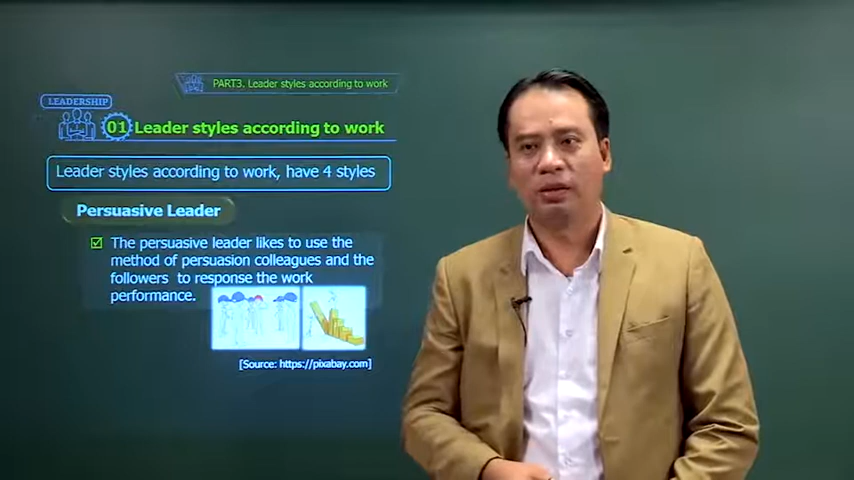 PART3. Leader styles according to work
LEADERSHIP
01 Leader styles according to work
Leader styles according to work, have 4 styles
Persuasive Leader
The persuasive leader likes to use the
method of persuasion colleagues and the
followers to response the work
performance.
[Source: https://pixabay.com]